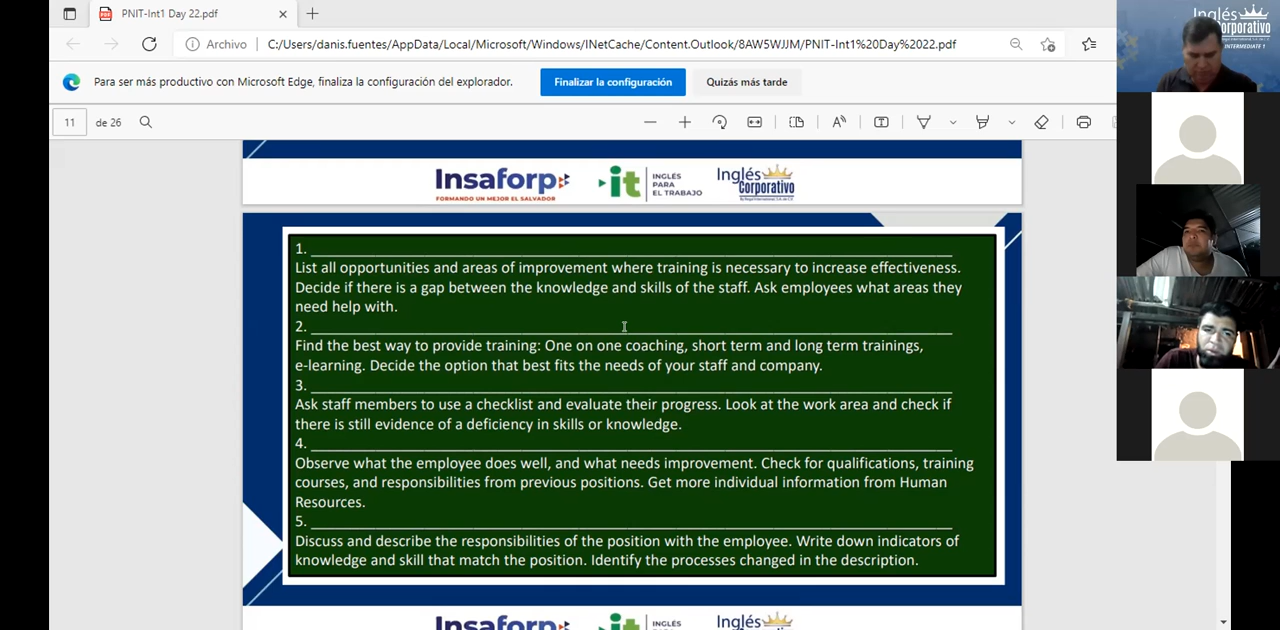 PNIT-Int1 Day 22.pdf
Archivo
C:/Users/danis.fuentes/AppData/Local/Microsoft/Windows/INetCache/Content.Outlook/8AW5WJJM/PNIT-Int1%20Day%2022.pdf
Para ser más productivo con Microsoft Edge, finaliza la configuración del explorador.
Finalizar la configuración
Quizás más tarde
11
de 26
Insaforp
FORMANDO UN MEJOR EL SALVADOR
it
INGLÉS
PARA
EL TRABAJO
Inglés
Corporativo
1. ____________________
List all opportunities and areas of improvement where training is necessary to increase effectiveness.
Decide if there is a gap between the knowledge and skills of the staff. Ask employees what areas they
need help with.
2. ____________________
Find the best way to provide training: One on one coaching, short term and long term trainings,
e-learning. Decide the option that best fits the needs of your staff and company.
3. ____________________
Ask staff members to use a checklist and evaluate their progress. Look at the work area and check if
there is still evidence of a deficiency in skills or knowledge.
4. ____________________
Observe what the employee does well, and what needs improvement. Check for qualifications, training
courses, and responsibilities from previous positions. Get more individual information from Human
Resources.
5. ____________________
Discuss and describe the responsibilities of the position with the employee. Write down indicators of
knowledge and skill that match the position. Identify the processes changed in the description.
Insaforp
it
INGLÉS
PARA
Inglés
Inglés
Corporativo
INTERMEDIATE 1